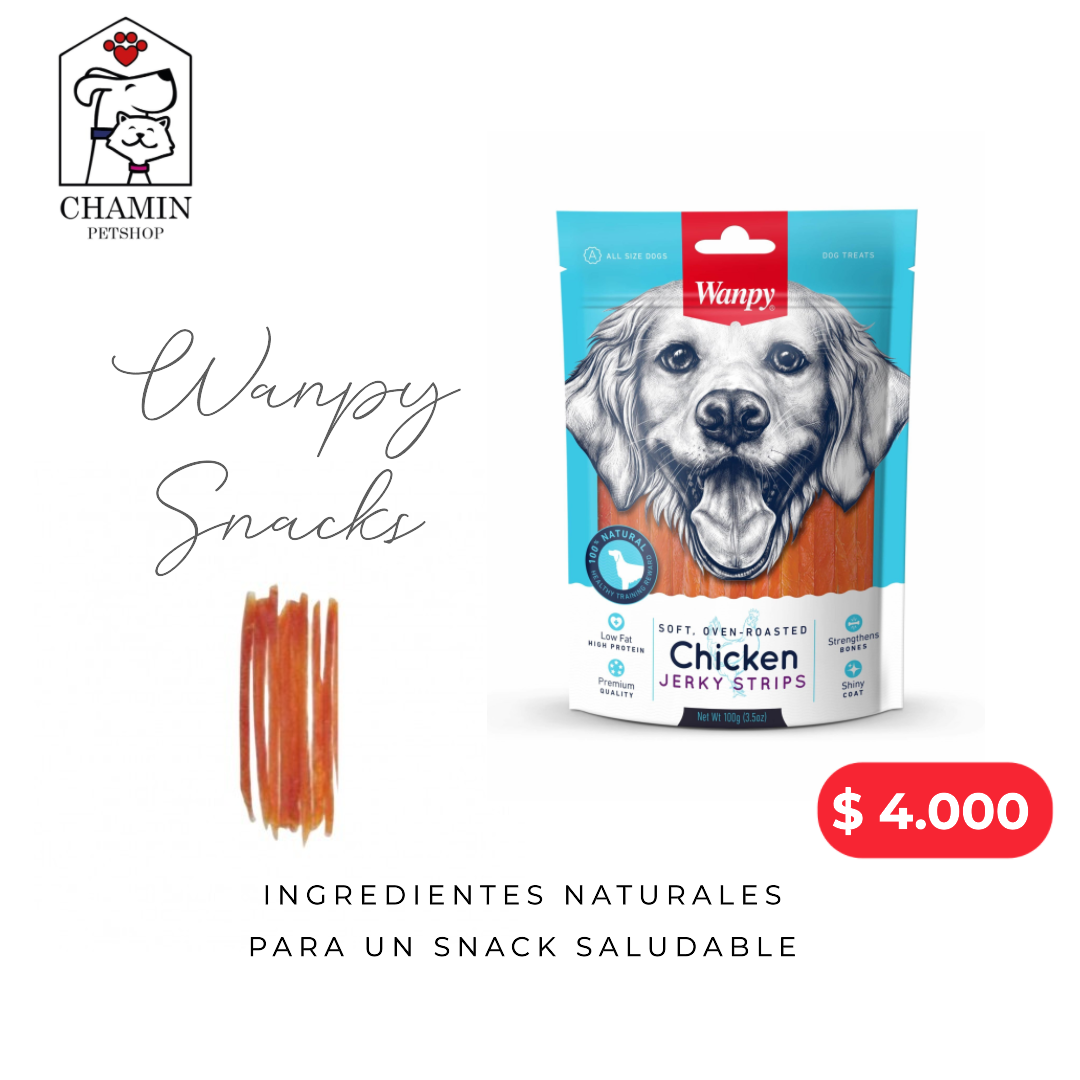 CHAMIN
PETSHOP
Wanpy
Snacks
A ALL SIZE DOGS
DOG TREATS
Wanpy®
100% NATURAL
HEALTHY TRAINING REWARD
Low Fat
HIGH PROTEIN
Premium
QUALITY
SOFT, OVEN-ROASTED
Chicken
JERKY STRIPS
Strengthens
BONES
Shiny
COAT
Net Wt 100g (3.5oz)
$ 4.000
INGREDIENTES NATURALES
PARA UN SNACK SALUDABLE